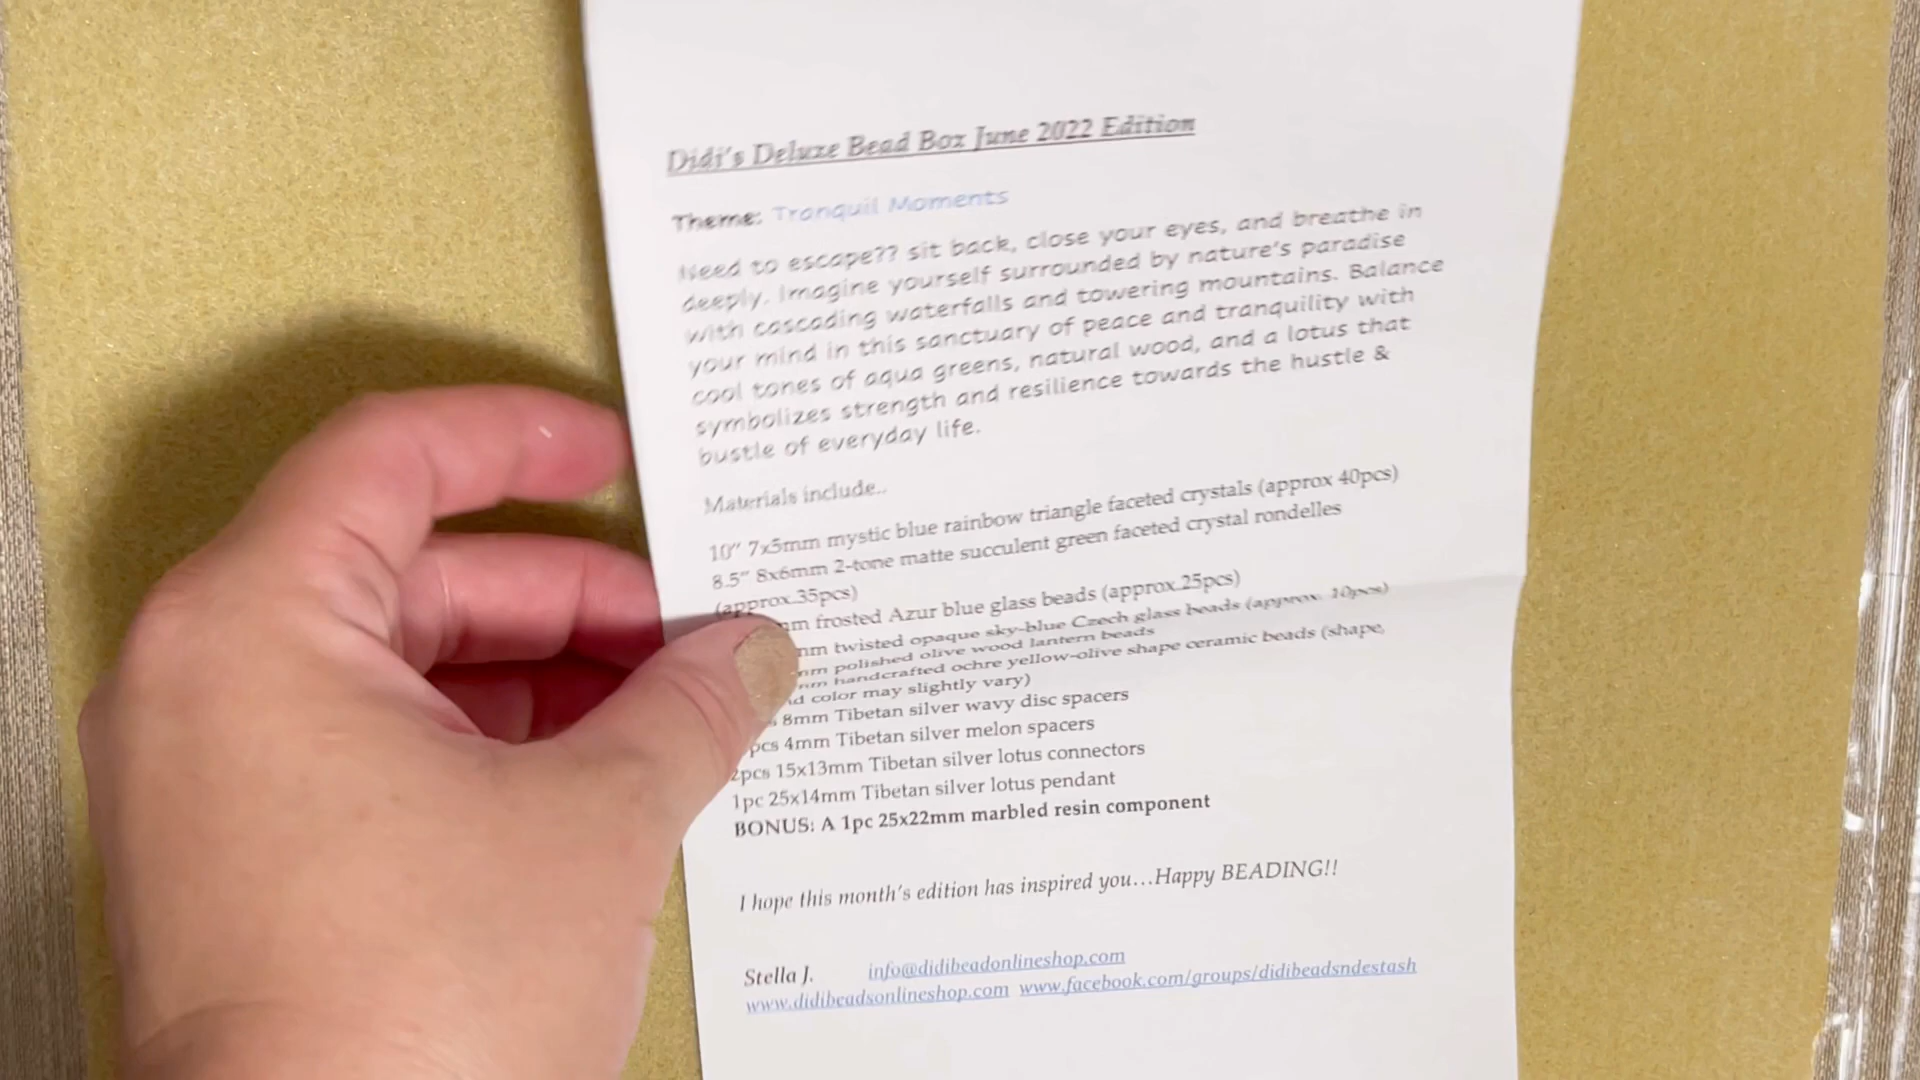 Didi's Deluxe Bead Box June 2022 Edition
Theme: Tranquil Moments
Need to escape?? sit back, close your eyes, and breathe in
deeply. Imagine yourself surrounded by nature's paradise
with cascading waterfalls and towering mountains. Balance
your mind in this sanctuary of peace and tranquility with
cool tones of aqua greens, natural wood, and a lotus that
symbolizes strength and resilience towards the hustle &
bustle of everyday life.
Materials include..
10" 7x5mm mystic blue rainbow triangle faceted crystals (approx 40pcs)
8.5" 8x6mm 2-tone matte succulent green faceted crystal rondelles
(approx.35pcs)
mm frosted Azur blue glass beads (approx.25pcs)
mm twisted opaque sky-blue Czech glass beads (approx. 10pcs)
mm polished olive wood lantern beads
mm handcrafted ochre yellow-olive shape ceramic beads (shape,
color may slightly vary)
8mm Tibetan silver wavy disc spacers
pcs 4mm Tibetan silver melon spacers
2pcs 15x13mm Tibetan silver lotus connectors
1pc 25x14mm Tibetan silver lotus pendant
BONUS: A 1pc 25x22mm marbled resin component
I hope this month's edition has inspired you...Happy BEADING!!
Stella J. info@didibeadonlineshop.com
www.didibeadsonlineshop.com www.facebook.com/groups/didibeadsndestash